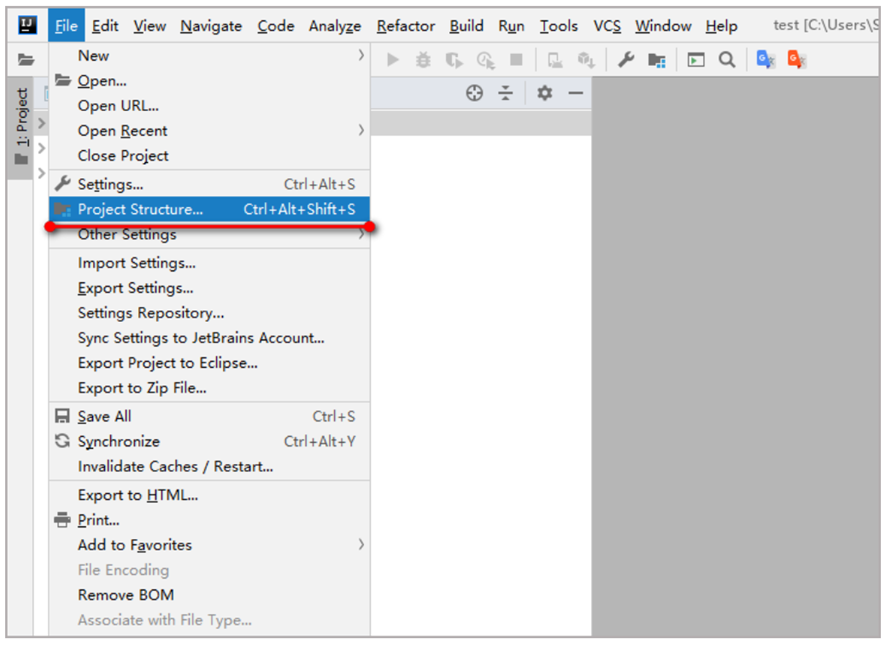 IJ File Edit View Navigate Code Analyze Refactor Build Run Tools VCS Window Help test [C:\Users\S
New
Open...
Open URL...
Open Recent
Close Project
Settings... Ctrl+Alt+S
Project Structure... Ctrl+Alt+Shift+S
Other Settings
Import Settings...
Export Settings...
Settings Repository...
Sync Settings to JetBrains Account...
Export Project to Eclipse...
Export to Zip File...
Save All Ctrl+S
Synchronize Ctrl+Alt+Y
Invalidate Caches / Restart...
Export to HTML...
Print...
Add to Favorites
File Encoding
Remove BOM
Associate with File Type...
1: Project